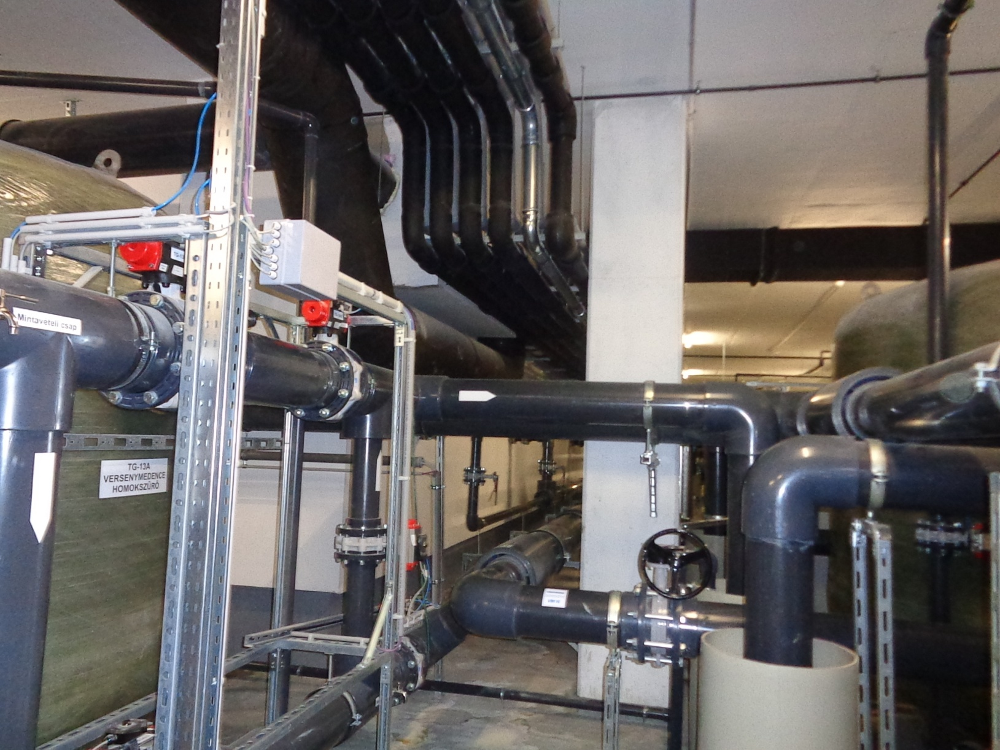 Mintavételi csap
TG-13A
VERSENYMEDENCE
HOMOKSZŰRŐ